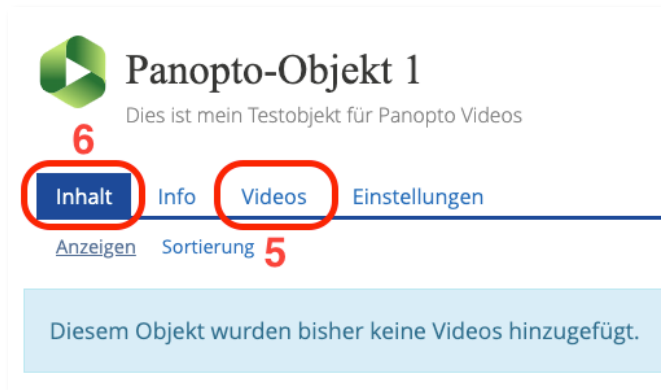 Panopto-Objekt 1
Dies ist mein Testobjekt für Panopto Videos
6
Inhalt Info Videos Einstellungen
Anzeigen Sortierung 5
Diesem Objekt wurden bisher keine Videos hinzugefügt.